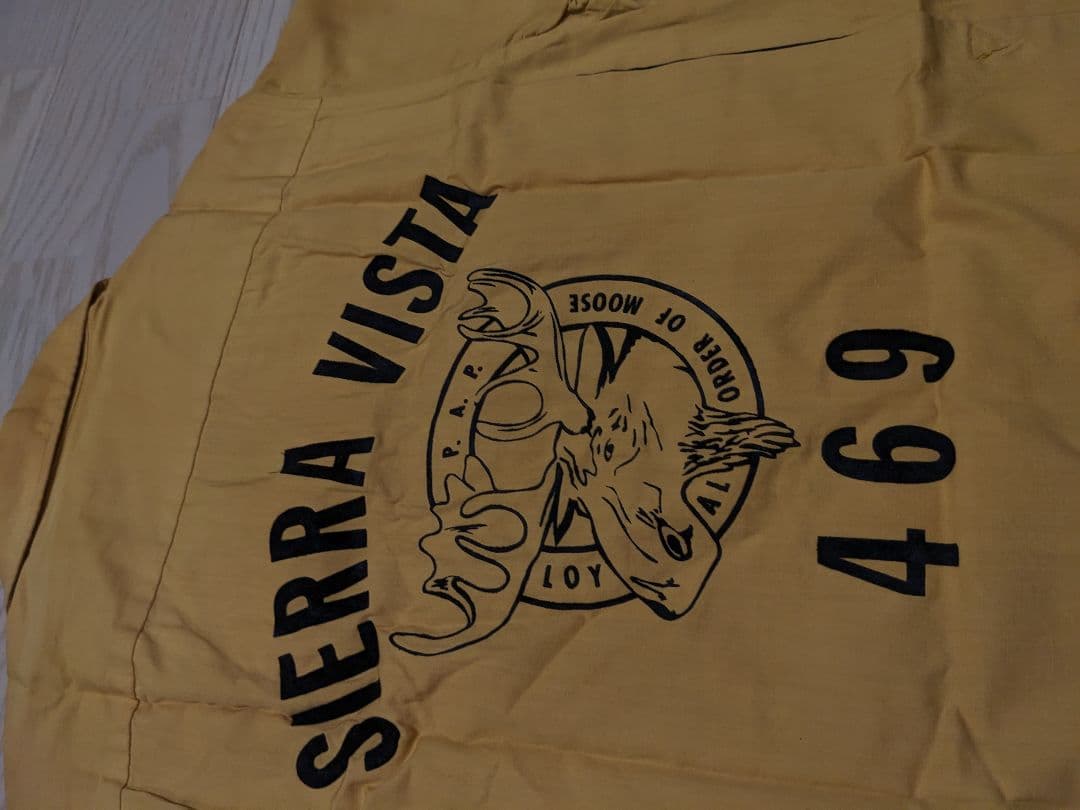 SIERRA VISTA
P. A. P.
LOYAL ORDER OF MOOSE
469